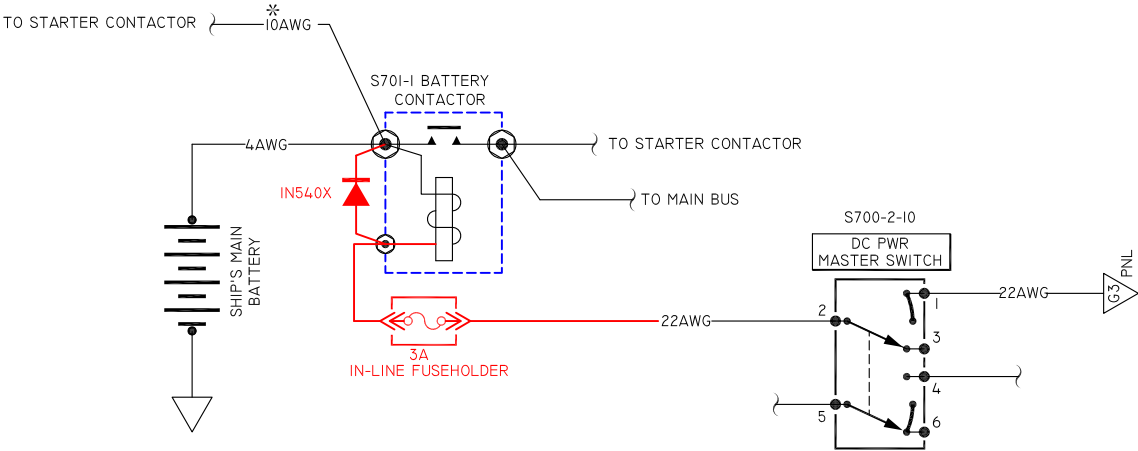 *
TO STARTER CONTACTOR
10AWG
S701-1 BATTERY
CONTACTOR
4AWG
TO STARTER CONTACTOR
IN540X
TO MAIN BUS
SHIP'S MAIN
BATTERY
S700-2-10
DC PWR
MASTER SWITCH
G3
PNL
22AWG
1
2
22AWG
3
3A
IN-LINE FUSEHOLDER
4
5
6